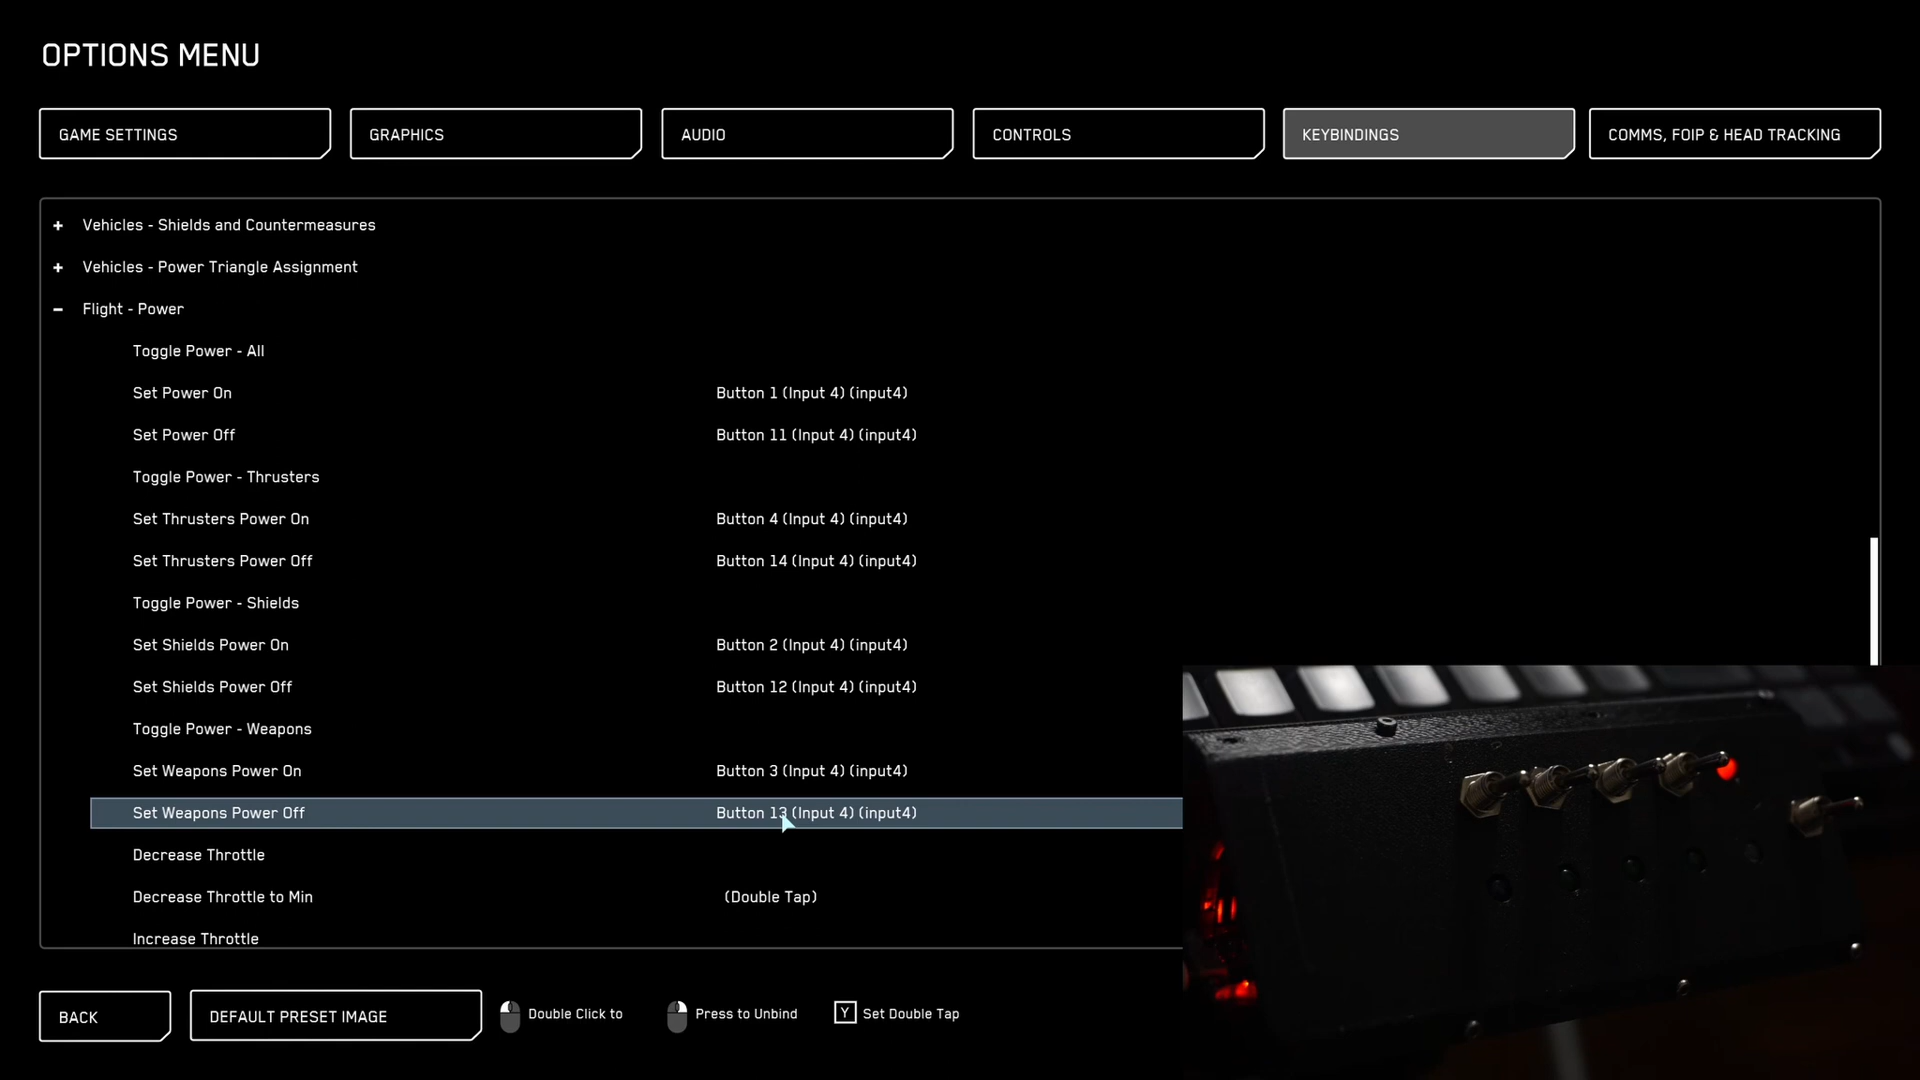 OPTIONS MENU
GAME SETTINGS
GRAPHICS
AUDIO
CONTROLS
KEYBINDINGS
COMMS, FOIP & HEAD TRACKING
+ Vehicles - Shields and Countermeasures
+ Vehicles - Power Triangle Assignment
- Flight - Power
Toggle Power - All
Set Power On Button 1 (Input 4) (input4)
Set Power Off Button 11 (Input 4) (input4)
Toggle Power - Thrusters
Set Thrusters Power On Button 4 (Input 4) (input4)
Set Thrusters Power Off Button 14 (Input 4) (input4)
Toggle Power - Shields
Set Shields Power On Button 2 (Input 4) (input4)
Set Shields Power Off Button 12 (Input 4) (input4)
Toggle Power - Weapons
Set Weapons Power On Button 3 (Input 4) (input4)
Set Weapons Power Off Button 13 (Input 4) (input4)
Decrease Throttle
Decrease Throttle to Min (Double Tap)
Increase Throttle
BACK
DEFAULT PRESET IMAGE
Double Click to
Press to Unbind
Y Set Double Tap